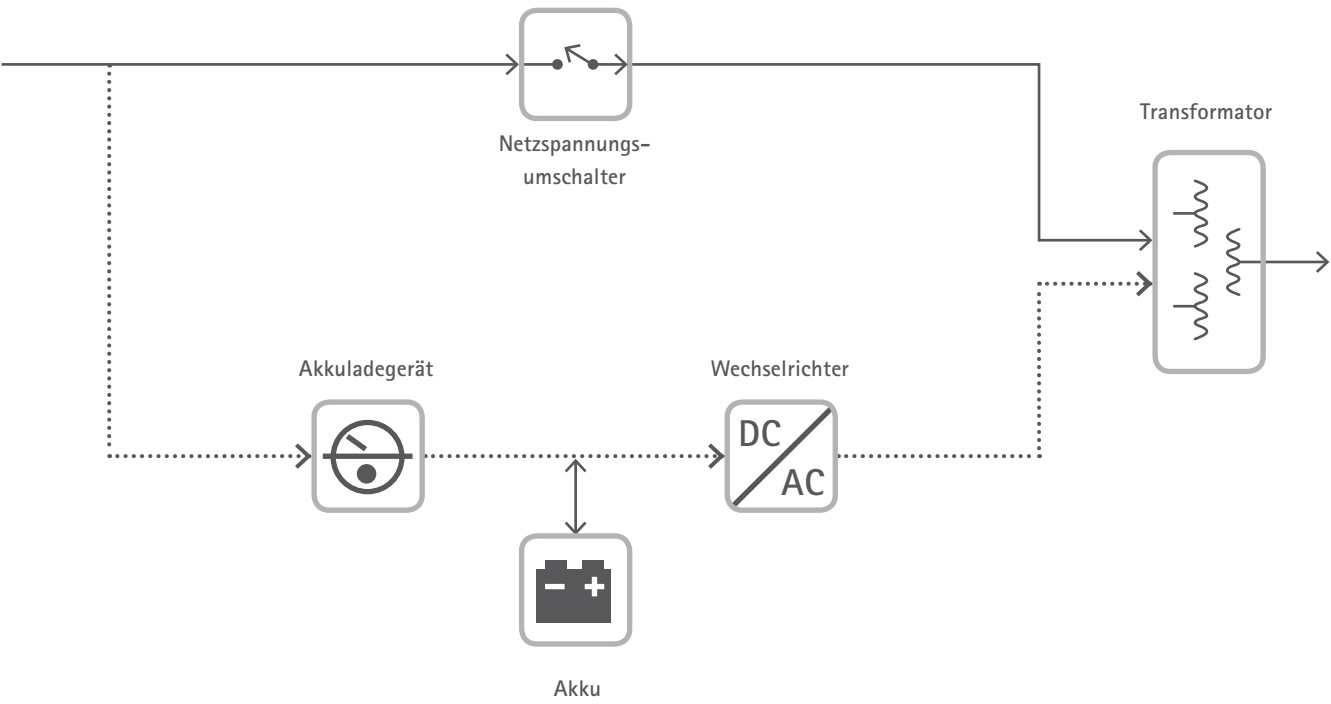 Transformator
Netzspannungs-
umschalter
Akkuladegerät
Wechselrichter
DC
AC
- +
Akku